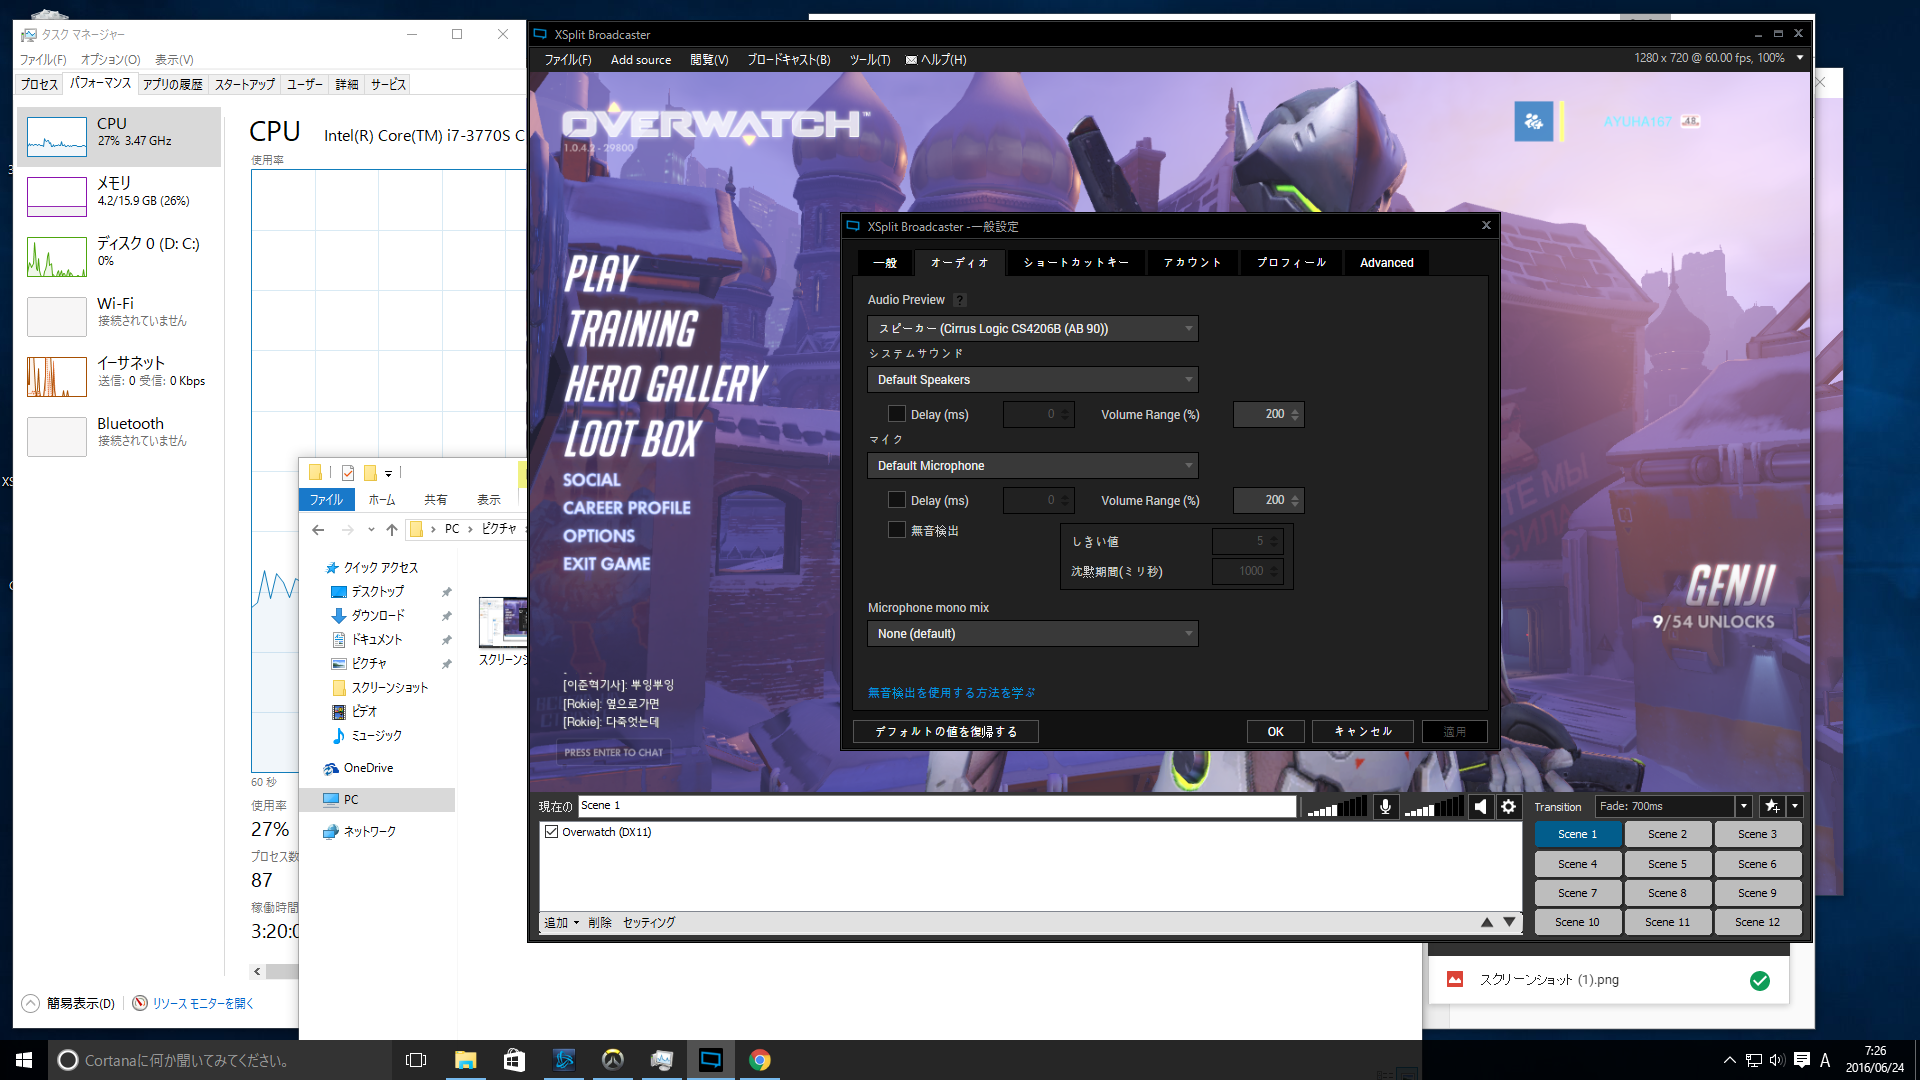 タスク マネージャー
ファイル(F) オプション(O) 表示(V)
プロセス パフォーマンス アプリの履歴 スタートアップ ユーザー 詳細 サービス
CPU
27% 3.47 GHz
メモリ
4.2/15.9 GB (26%)
ディスク 0 (D: C:)
0%
Wi-Fi
接続されていません
イーサネット
送信: 0 受信: 0 Kbps
Bluetooth
接続されていません
CPU Intel(R) Core(TM) i7-3770S C
使用率
60 秒
使用率
27%
プロセス数
87
稼働時間
3:20:0
簡易表示(D)
リソース モニターを開く
ファイル ホーム 共有 表示
PC ピクチャ
クイック アクセス
デスクトップ
ダウンロード
ドキュメント
ピクチャ
スクリーンショット
ビデオ
ミュージック
OneDrive
PC
ネットワーク
スクリーンシ
XSplit Broadcaster
ファイル(F) Add source 閲覧(V) ブロードキャスト(B) ツール(T) ヘルプ(H)
1280 x 720 @ 60.00 fps, 100%
OVERWATCH™
1.0.4.2 - 29800
AYUHA167 48
PLAY
TRAINING
HERO GALLERY
LOOT BOX
SOCIAL
CAREER PROFILE
OPTIONS
EXIT GAME
[이준혁기사]: 뿌잉뿌잉
[Rokie]: 옆으로가면
[Rokie]: 다죽엇는데
PRESS ENTER TO CHAT
GENJI
9/54 UNLOCKS
XSplit Broadcaster -一般設定
一般 オーディオ ショートカットキー アカウント プロフィール Advanced
Audio Preview ?
スピーカー (Cirrus Logic CS4206B (AB 90))
システムサウンド
Default Speakers
Delay (ms) 0 Volume Range (%) 200
マイク
Default Microphone
Delay (ms) 0 Volume Range (%) 200
無音検出
しきい値 5
沈黙期間(ミリ秒) 1000
Microphone mono mix
None (default)
無音検出を使用する方法を学ぶ
デフォルトの値を復帰する OK キャンセル 適用
現在の Scene 1
Overwatch (DX11)
追加 削除 セッティング
Transition Fade: 700ms
Scene 1 Scene 2 Scene 3
Scene 4 Scene 5 Scene 6
Scene 7 Scene 8 Scene 9
Scene 10 Scene 11 Scene 12
スクリーンショット (1).png
Cortanaに何か聞いてみてください。
A
7:26
2016/06/24